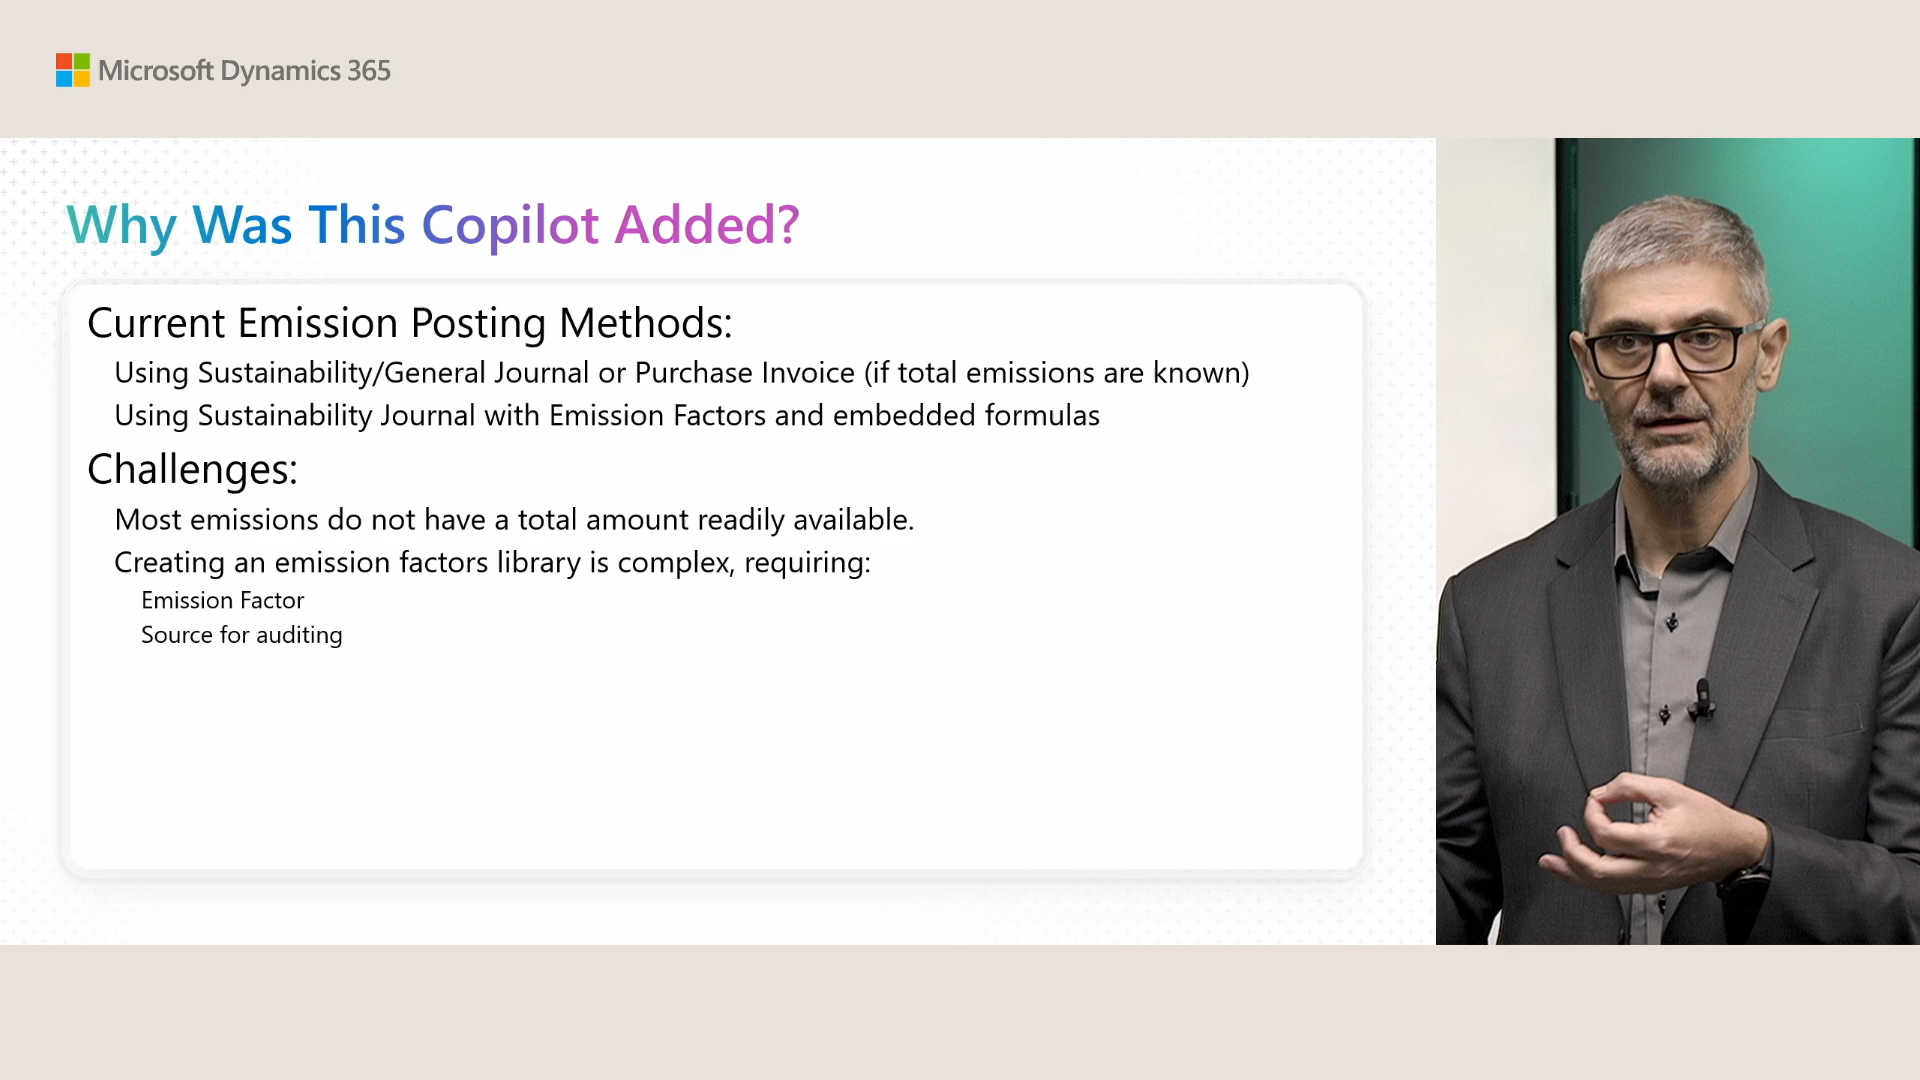 Microsoft Dynamics 365
Why Was This Copilot Added?
Current Emission Posting Methods:
Using Sustainability/General Journal or Purchase Invoice (if total emissions are known)
Using Sustainability Journal with Emission Factors and embedded formulas
Challenges:
Most emissions do not have a total amount readily available.
Creating an emission factors library is complex, requiring:
Emission Factor
Source for auditing